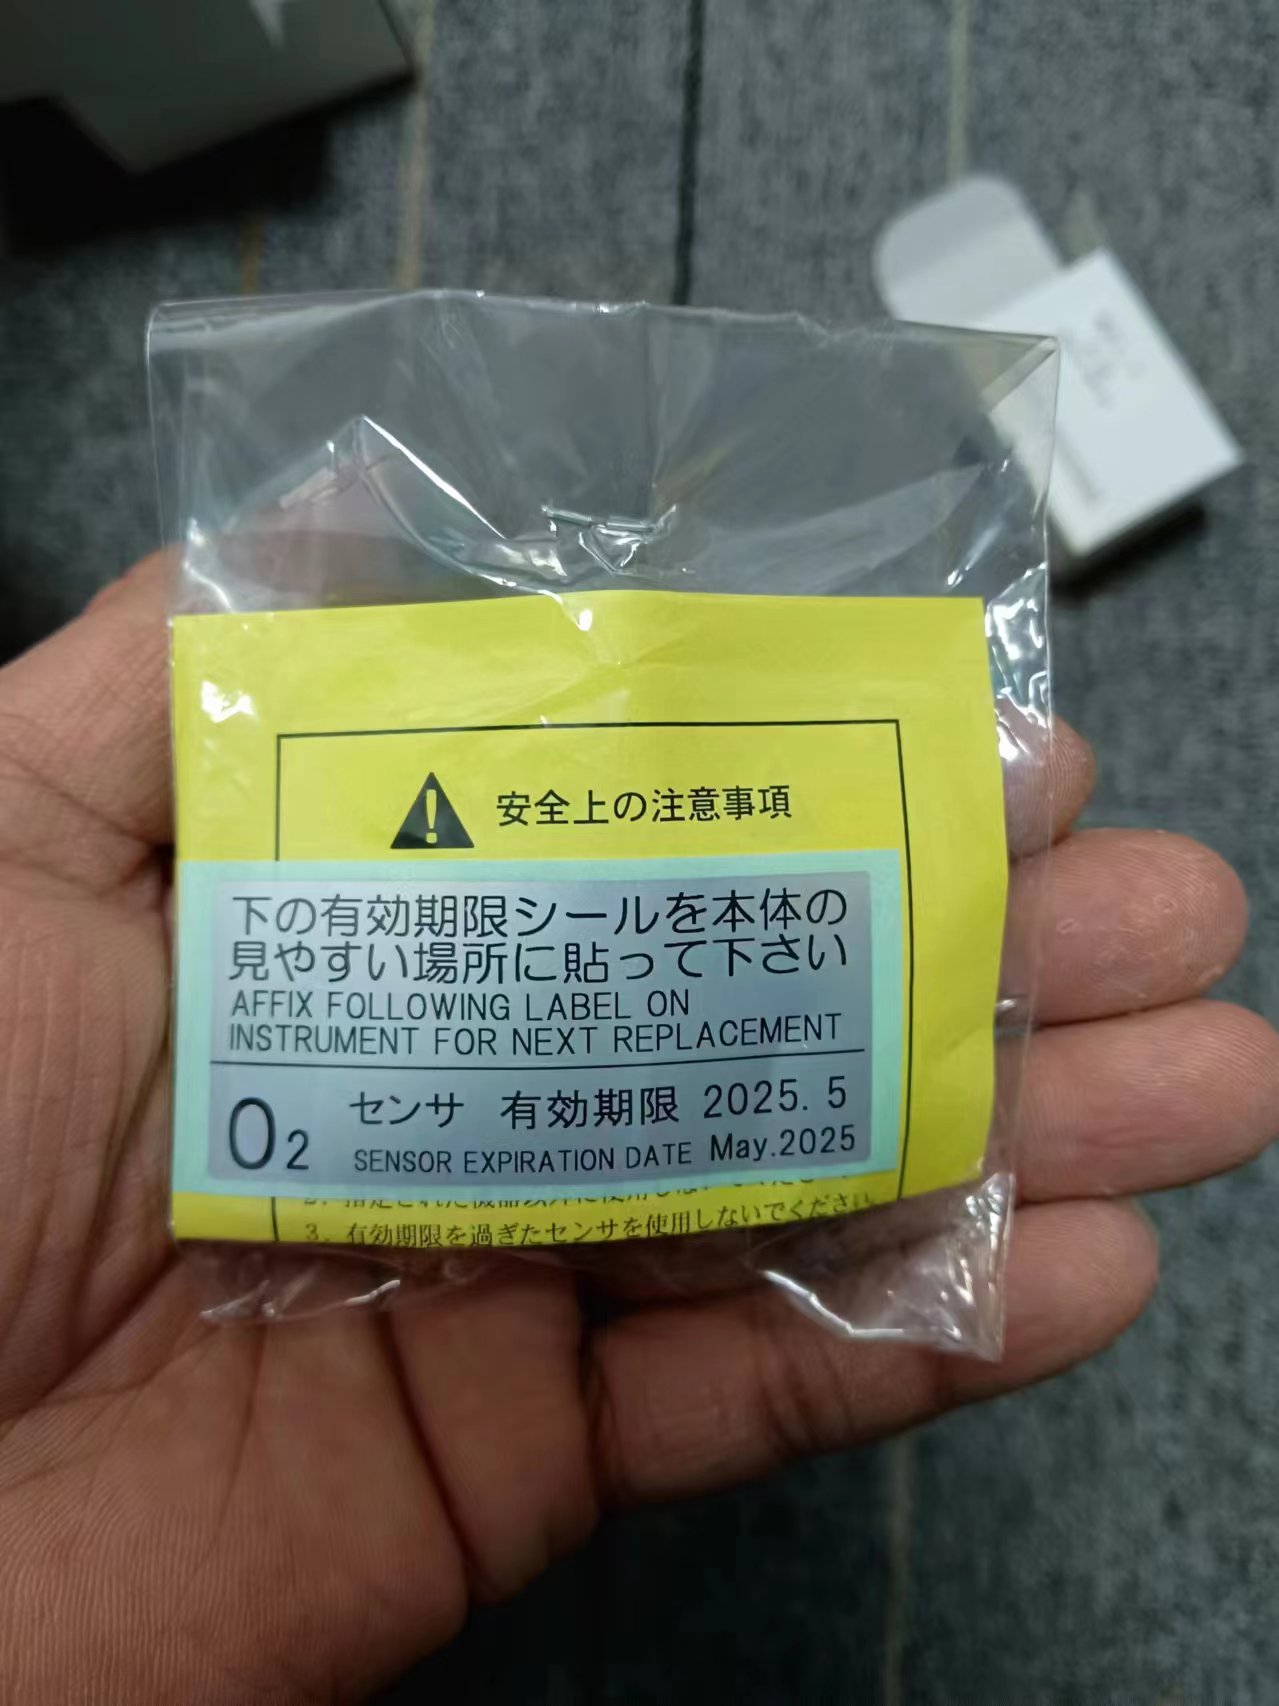 安全上の注意事項
下の有効期限シールを本体の
見やすい場所に貼って下さい
AFFIX FOLLOWING LABEL ON
INSTRUMENT FOR NEXT REPLACEMENT
O2 センサ 有効期限 2025. 5
SENSOR EXPIRATION DATE May.2025
3. 有効期限を過ぎたセンサを使用しないでください